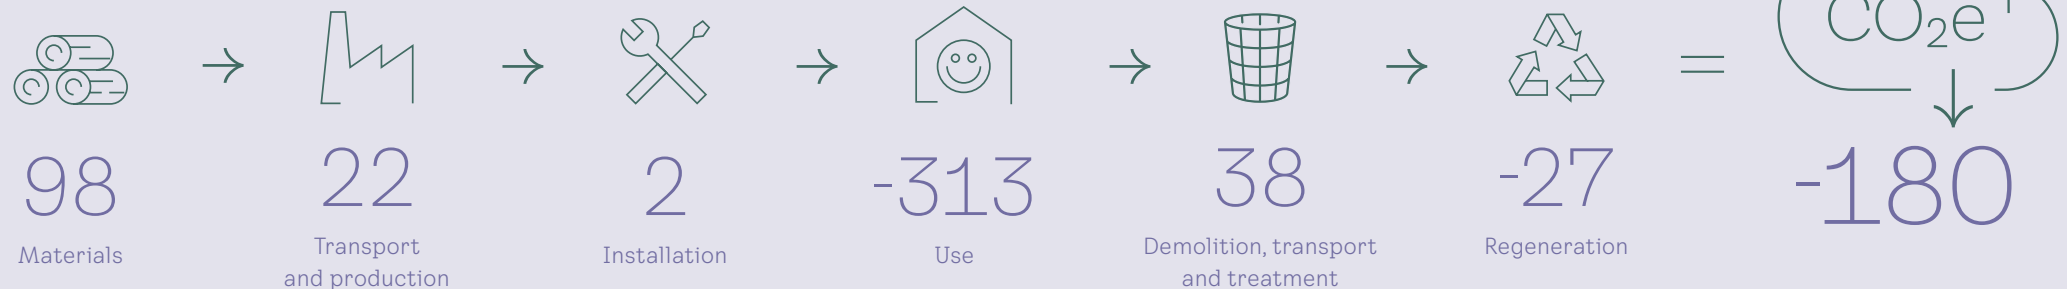 CO₂e
98
22
2
-313
38
-27
-180
Materials
Transport
and production
Installation
Use
Demolition, transport
and treatment
Regeneration